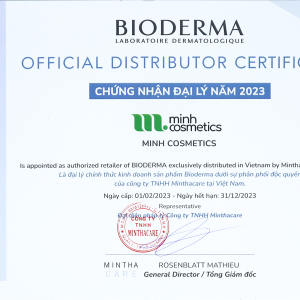 BIODERMA
LABORATOIRE DERMATOLOGIQUE
OFFICIAL DISTRIBUTOR CERTIFIC
CHỨNG NHẬN ĐẠI LÝ NĂM 2023
minh
cosmetics
MINH COSMETICS
Is appointed as authorized retailer of BIODERMA exclusively distributed in Vietnam by Mintha
Là đại lý chính thức kinh doanh sản phẩm Bioderma dưới sự phân phối độc quyền
của công ty TNHH Minthacare tại Việt Nam.
Ngày cấp: 01/02/2023 - Ngày hết hạn: 31/12/2023
Representative
Đại diện pháp lý Công ty TNHH Minthacare
CÔNG TY
TNHH
MINTHACARE
MINTHA
CARE
ROSENBLATT MATHIEU
General Director / Tổng Giám đốc